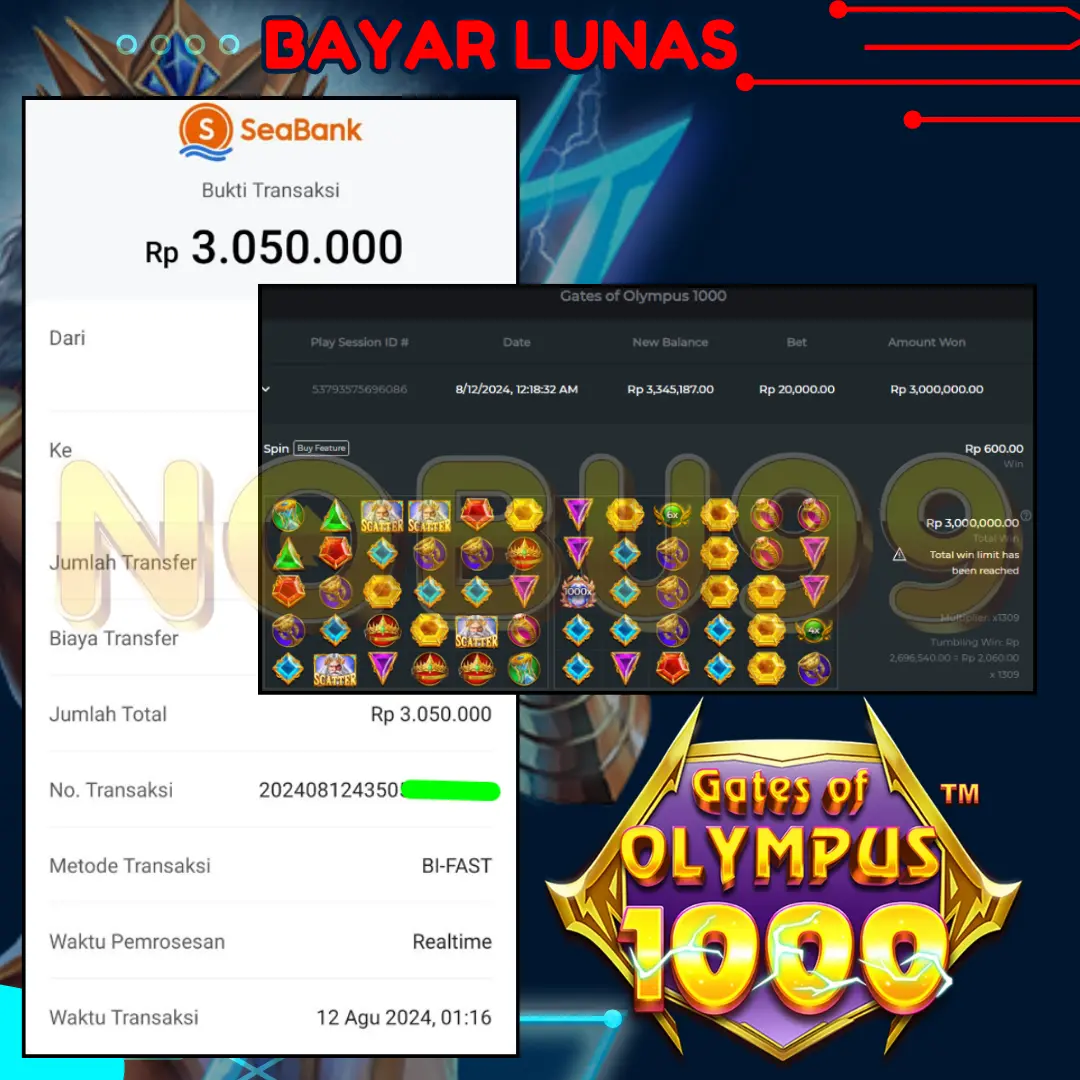 BAYAR LUNAS
SeaBank
Bukti Transaksi
Rp 3.050.000
Dari
Ke
Jumlah Transfer
Biaya Transfer
Jumlah Total Rp 3.050.000
No. Transaksi 202408124350
Metode Transaksi BI-FAST
Waktu Pemrosesan Realtime
Waktu Transaksi 12 Agu 2024, 01:16
Gates of Olympus 1000
Play Session ID # Date New Balance Bet Amount Won
53793575696086 8/12/2024, 12:18:32 AM Rp 3,345,187.00 Rp 20,000.00 Rp 3,000,000.00
Spin Buy Feature Rp 600.00
Win
Rp 3,000,000.00
Total Win
Total win limit has
been reached
Multiplier: x1309
Tumbling Win: Rp
2,696,540.00 = Rp 2,060.00
x 1309
SCATTER SCATTER 6x
1000x
SCATTER 4x
SCATTER
NOBU99
Gates of
OLYMPUS
1000
TM